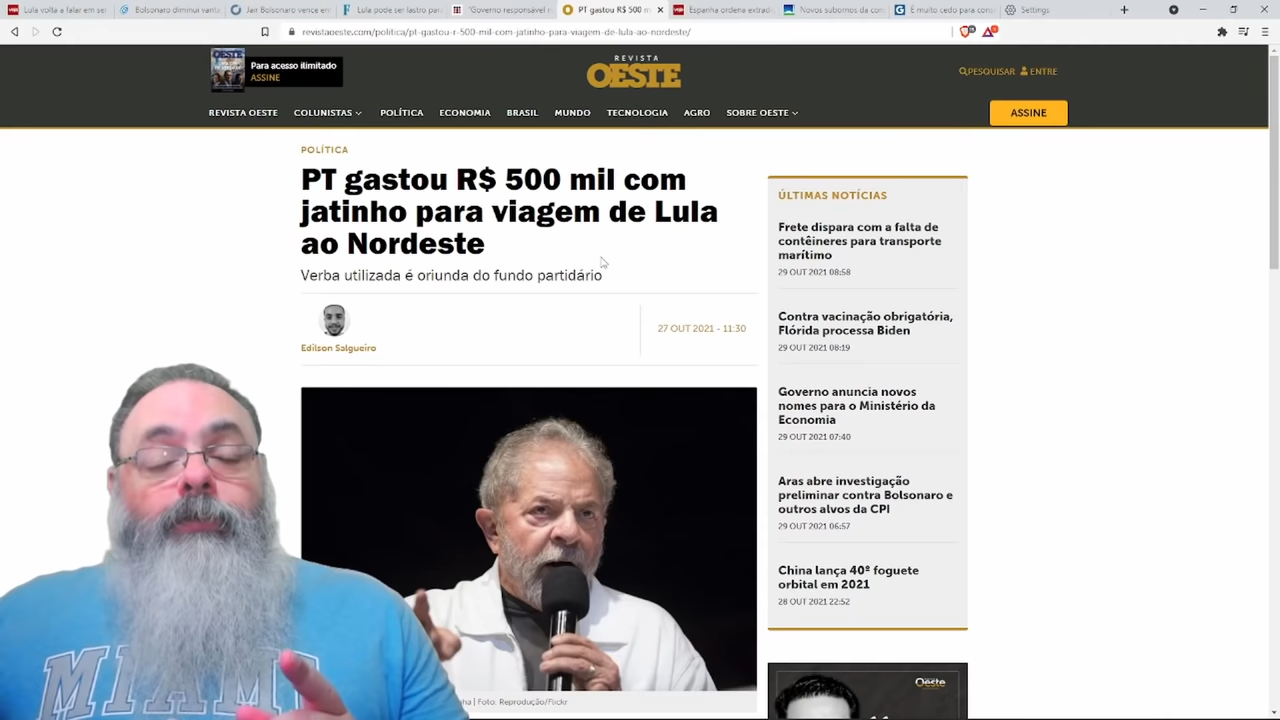 Lula volta a falar em ser
Bolsonaro diminui vanta
Jair Bolsonaro vence em
Lula pode ser lastro par
"Governo responsável r
PT gastou R$ 500 m
Espanha ordena extrad
Novos sabornos da con
É muito cedo para cons
Settings
revistaoeste.com/politica/pt-gastou-r-500-mil-com-jatinho-para-viagem-de-lula-ao-nordeste/
OESTE
Para acesso ilimitado
ASSINE
REVISTA
OESTE
PESQUISAR
ENTRE
REVISTA OESTE
COLUNISTAS
POLÍTICA
ECONOMIA
BRASIL
MUNDO
TECNOLOGIA
AGRO
SOBRE OESTE
ASSINE
POLÍTICA
PT gastou R$ 500 mil com
jatinho para viagem de Lula
ao Nordeste
Verba utilizada é oriunda do fundo partidário
Edilson Salgueiro
27 OUT 2021 - 11:30
| Foto: Reprodução/Flickr
ÚLTIMAS NOTÍCIAS
Frete dispara com a falta de
contêineres para transporte
marítimo
29 OUT 2021 08:58
Contra vacinação obrigatória,
Flórida processa Biden
29 OUT 2021 08:19
Governo anuncia novos
nomes para o Ministério da
Economia
29 OUT 2021 07:40
Aras abre investigação
preliminar contra Bolsonaro e
outros alvos da CPI
29 OUT 2021 06:57
China lança 40º foguete
orbital em 2021
28 OUT 2021 22:52
Oeste
MIAMI